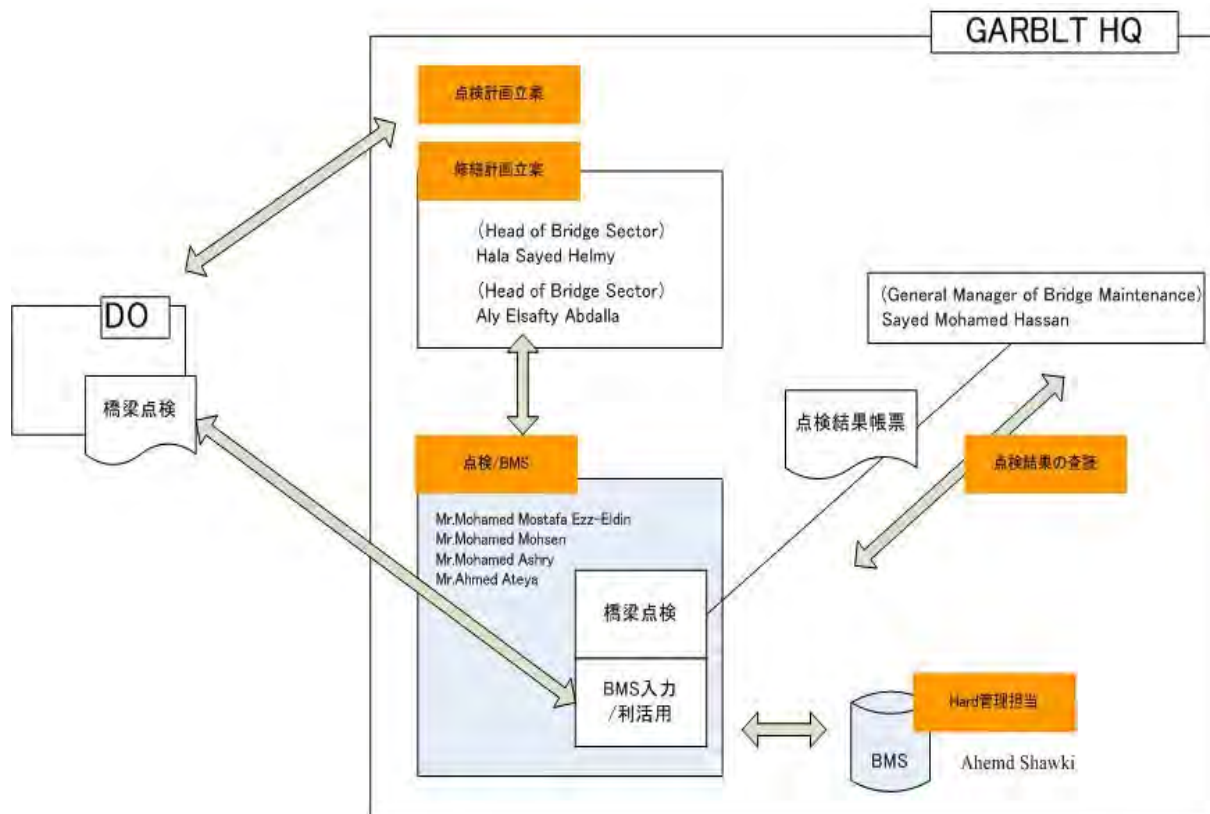 GARBLT HQ
点検計画立案
修繕計画立案
(Head of Bridge Sector)
Hala Sayed Helmy
(Head of Bridge Sector)
Aly Elsafty Abdalla
(General Manager of Bridge Maintenance)
Sayed Mohamed Hassan
DO
橋梁点検
点検結果帳票
点検結果の査読
点検/BMS
Mr.Mohamed Mostafa Ezz-Eldin
Mr.Mohamed Mohsen
Mr.Mohamed Ashry
Mr.Ahmed Ateya
橋梁点検
BMS入力
/利活用
Hard管理担当
BMS
Ahemd Shawki